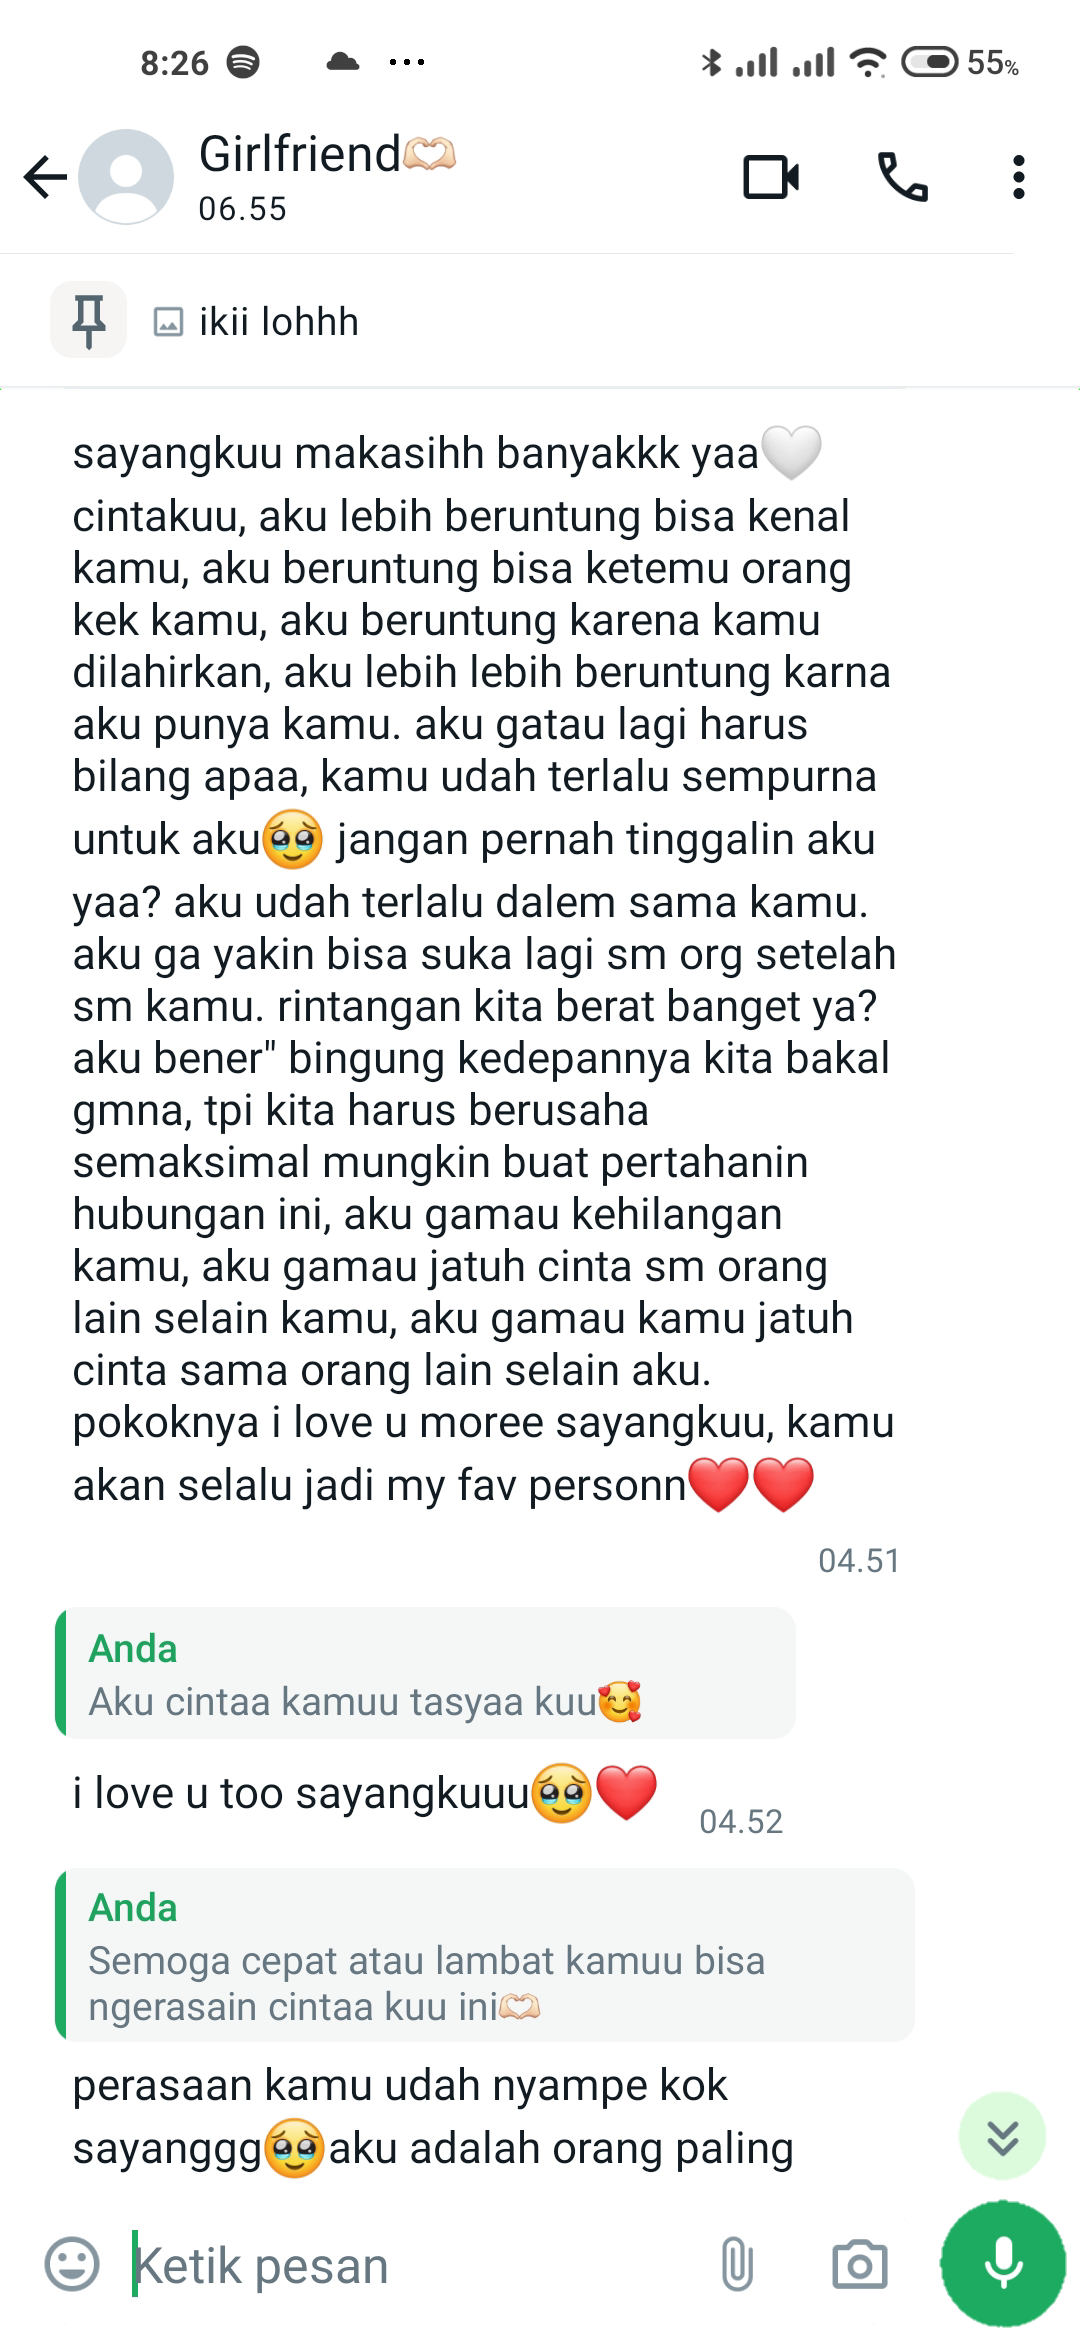 8:26 ... 55%
Girlfriend🫶🏻
06.55
ikii lohhh
sayangkuu makasihh banyakkk yaa🤍
cintakuu, aku lebih beruntung bisa kenal
kamu, aku beruntung bisa ketemu orang
kek kamu, aku beruntung karena kamu
dilahirkan, aku lebih lebih beruntung karna
aku punya kamu. aku gatau lagi harus
bilang apaa, kamu udah terlalu sempurna
untuk aku🥹 jangan pernah tinggalin aku
yaa? aku udah terlalu dalem sama kamu.
aku ga yakin bisa suka lagi sm org setelah
sm kamu. rintangan kita berat banget ya?
aku bener" bingung kedepannya kita bakal
gmna, tpi kita harus berusaha
semaksimal mungkin buat pertahanin
hubungan ini, aku gamau kehilangan
kamu, aku gamau jatuh cinta sm orang
lain selain kamu, aku gamau kamu jatuh
cinta sama orang lain selain aku.
pokoknya i love u moree sayangkuu, kamu
akan selalu jadi my fav personn❤️❤️
04.51
Anda
Aku cintaa kamuu tasyaa kuu🥰
i love u too sayangkuuu🥹❤️
04.52
Anda
Semoga cepat atau lambat kamuu bisa
ngerasain cintaa kuu ini🫶🏻
perasaan kamu udah nyampe kok
sayanggg🥹aku adalah orang paling
Ketik pesan